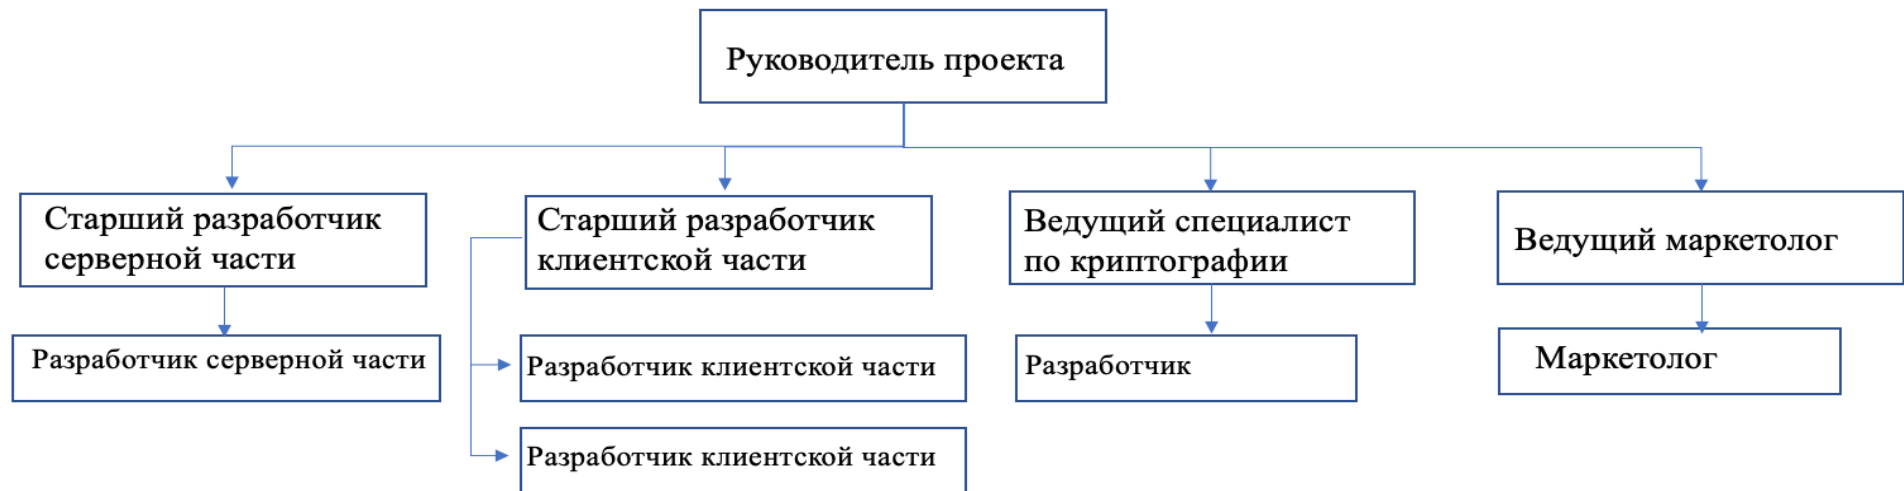 Руководитель проекта
Старший разработчик
серверной части
Старший разработчик
клиентской части
Ведущий специалист
по криптографии
Ведущий маркетолог
Разработчик серверной части
Разработчик клиентской части
Разработчик
Маркетолог
Разработчик клиентской части